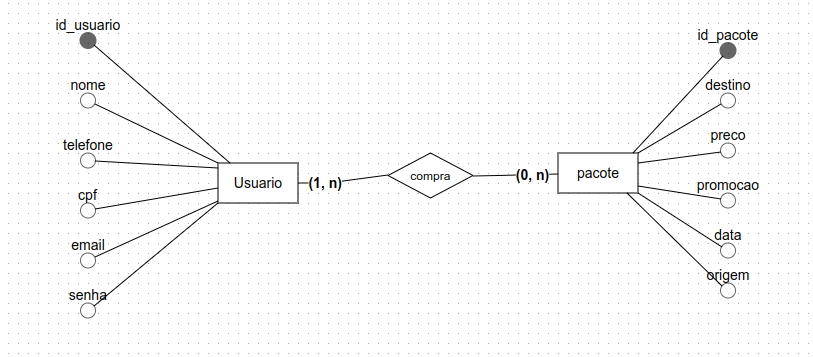 id_usuario
nome
telefone
cpf
email
senha
Usuario
(1, n)
compra
(0, n)
pacote
id_pacote
destino
preco
promocao
data
origem